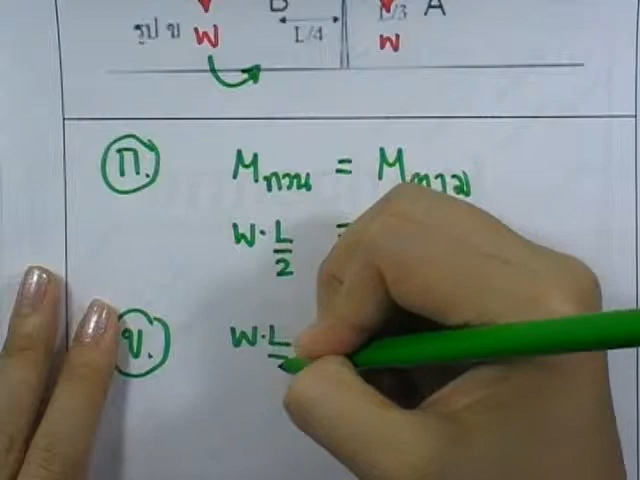 B L/3 A
รูป ข W L/4 W
ก. Mทวน = Mตาม
W·L/2 =
ข. W·L